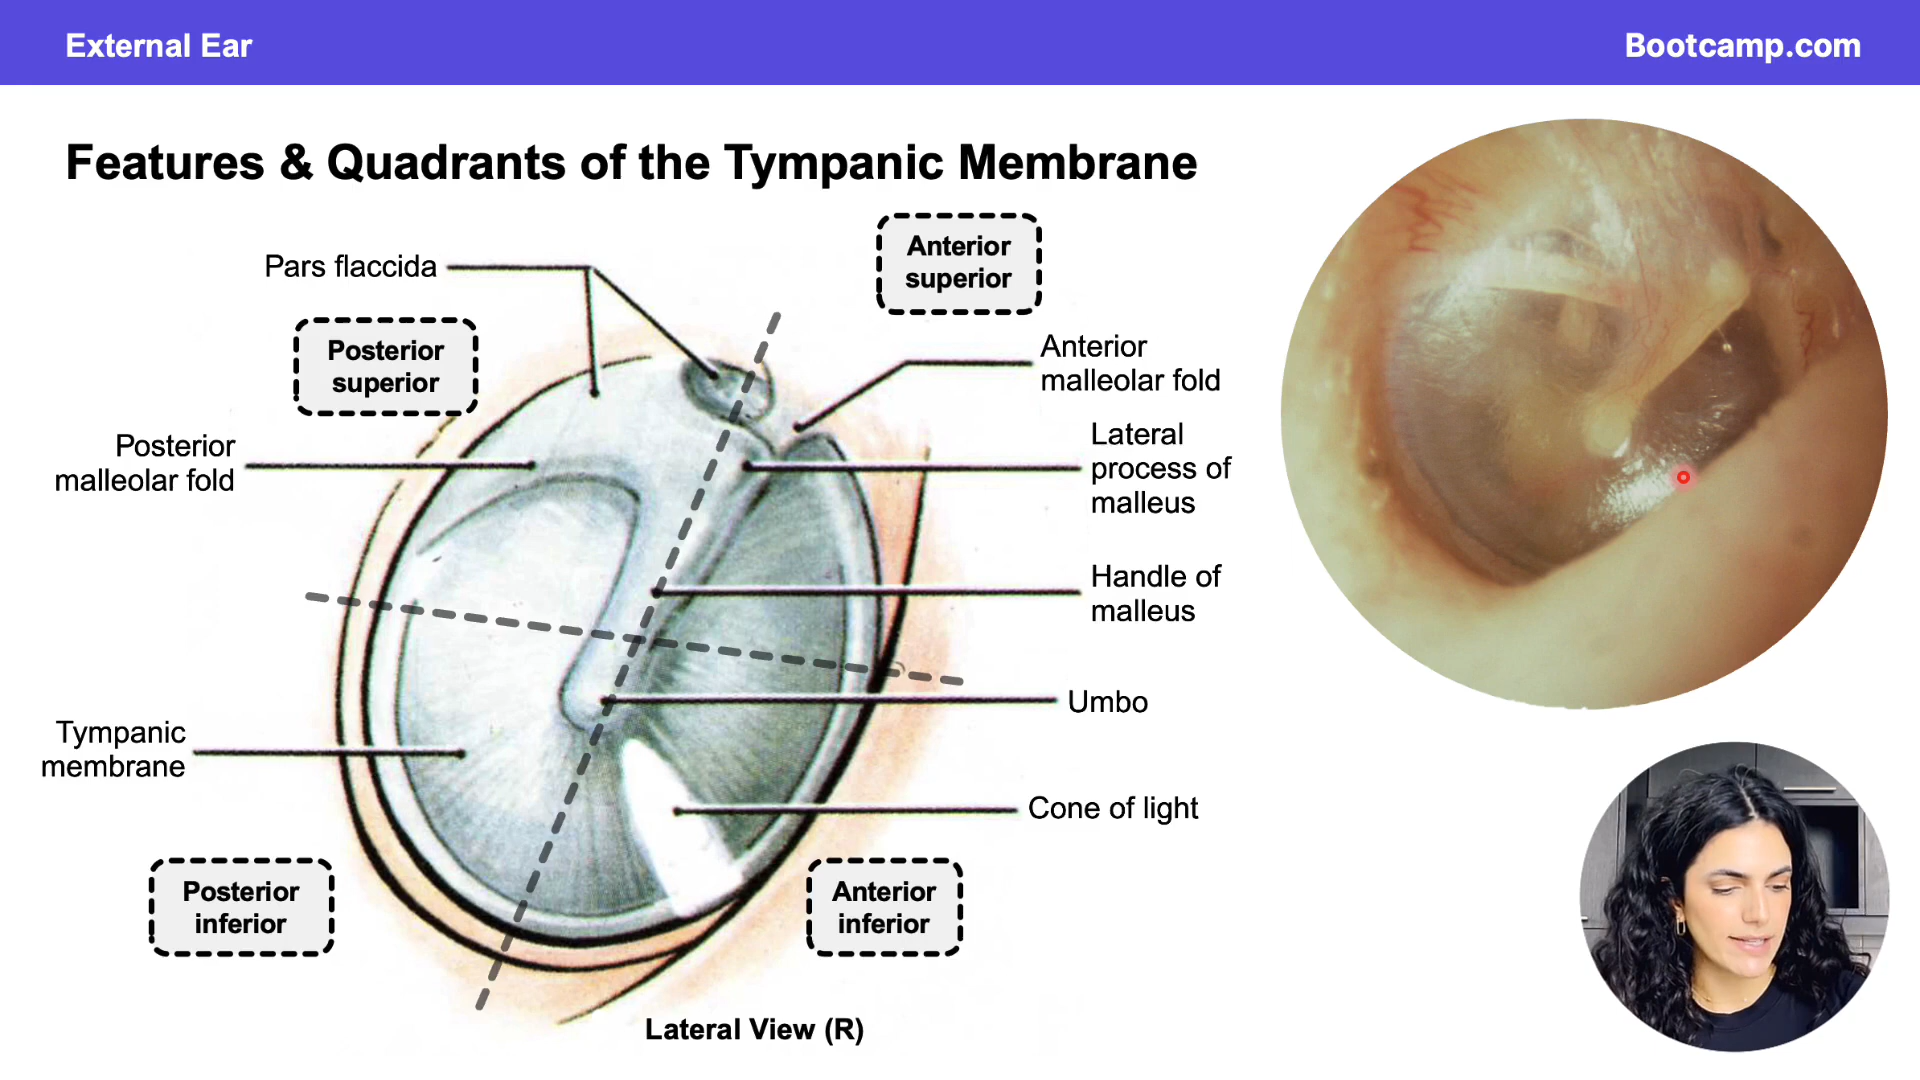 External Ear
Bootcamp.com
Features & Quadrants of the Tympanic Membrane
Pars flaccida
Anterior
superior
Posterior
superior
Anterior
malleolar fold
Posterior
malleolar fold
Lateral
process of
malleus
Handle of
malleus
Umbo
Tympanic
membrane
Cone of light
Posterior
inferior
Anterior
inferior
Lateral View (R)